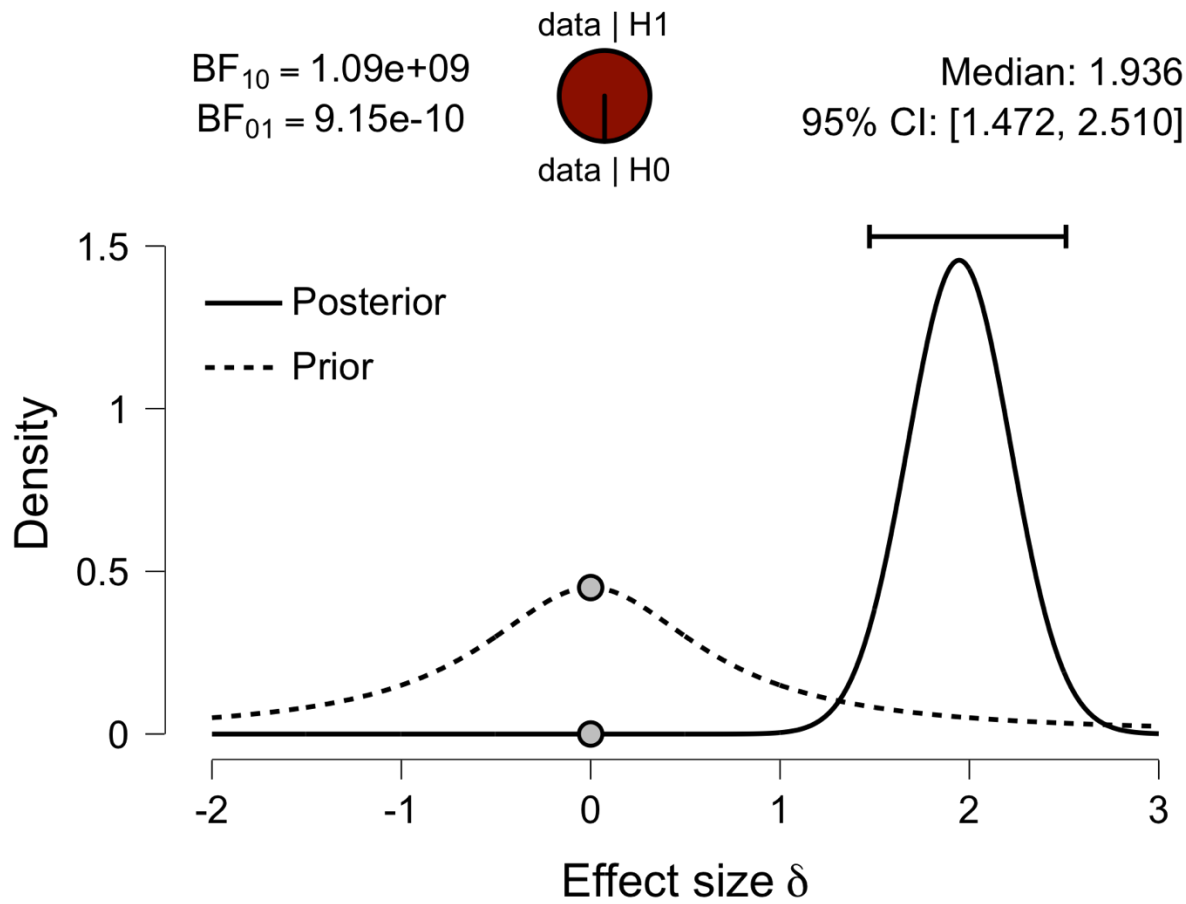 data | H1
BF₁₀ = 1.09e+09
BF₀₁ = 9.15e-10
data | H0
Median: 1.936
95% CI: [1.472, 2.510]
Posterior
Prior
Density
1.5
1
0.5
0
-2
-1
0
1
2
3
Effect size δ